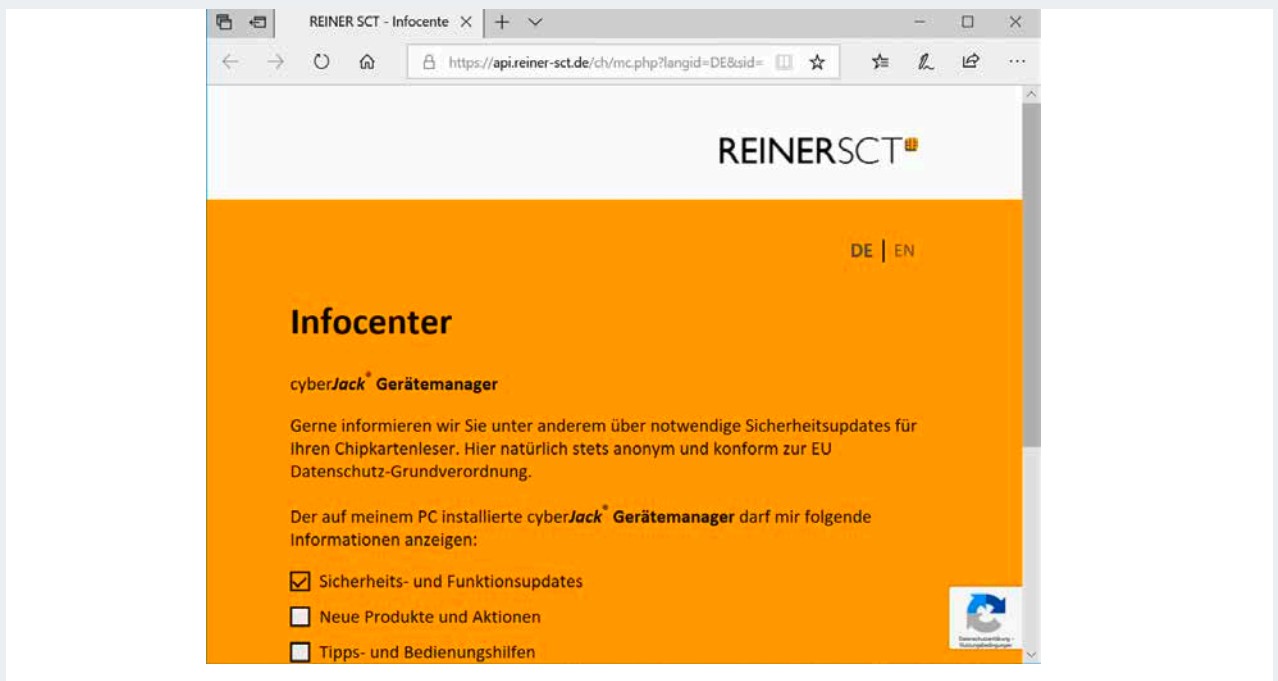 REINER SCT - Infocente
https://api.reiner-sct.de/ch/mc.php?langid=DE&sid=
REINERSCT
DE | EN
Infocenter
cyberJack® Gerätemanager
Gerne informieren wir Sie unter anderem über notwendige Sicherheitsupdates für
Ihren Chipkartenleser. Hier natürlich stets anonym und konform zur EU
Datenschutz-Grundverordnung.
Der auf meinem PC installierte cyberJack® Gerätemanager darf mir folgende
Informationen anzeigen:
Sicherheits- und Funktionsupdates
Neue Produkte und Aktionen
Tipps- und Bedienungshilfen
Datenschutzerklärung -
Nutzungsbedingungen